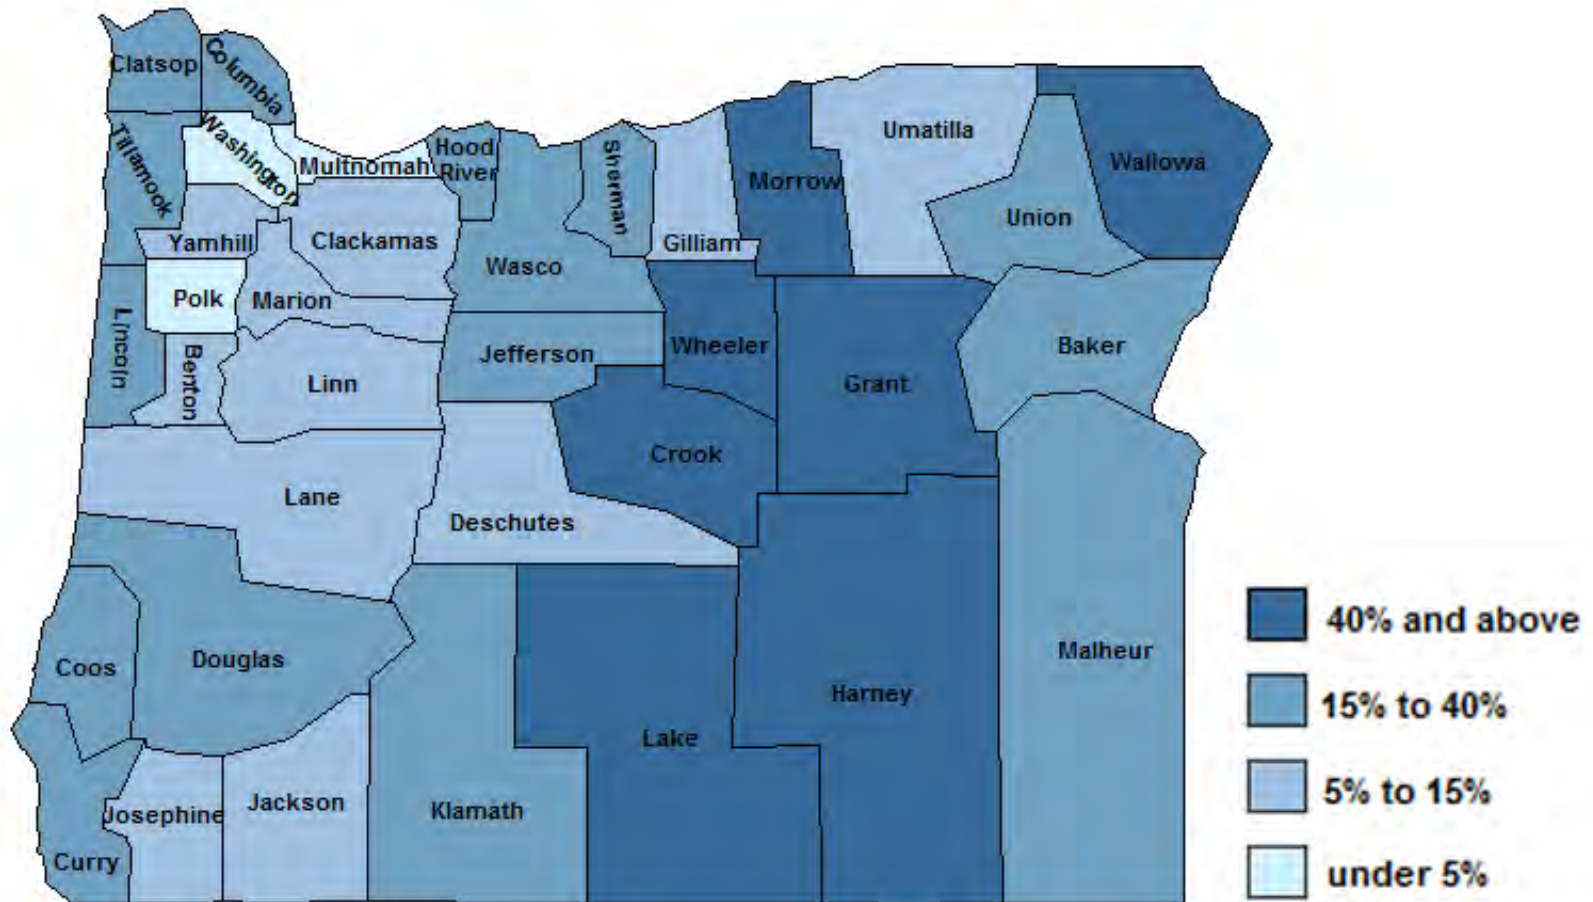 Clatsop
Columbia
Tillamook
Washington
Multnomah
Hood
River
Sherman
Gilliam
Morrow
Umatilla
Wallowa
Union
Yamhill
Clackamas
Wasco
Polk
Marion
Lincoln
Benton
Linn
Jefferson
Wheeler
Grant
Baker
Crook
Lane
Deschutes
Coos
Douglas
Klamath
Lake
Harney
Malheur
Josephine
Jackson
Curry
40% and above
15% to 40%
5% to 15%
under 5%